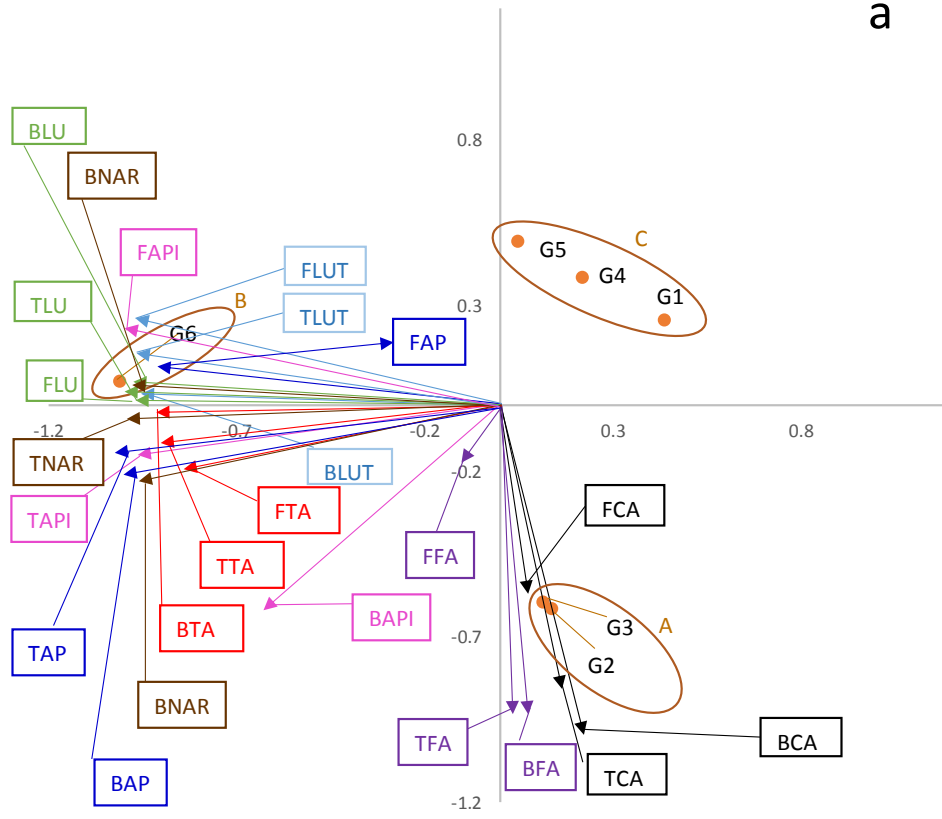 a
BLU
0.8
BNAR
C
FAPI
G5
FLUT
G4
TLU
B
G1
0.3
TLUT
G6
FAP
FLU
-1.2
-0.7
-0.2
0.3
0.8
TNAR
BLUT
-0.2
FTA
FCA
TAPI
FFA
TTA
BAPI
G3
A
BTA
-0.7
TAP
G2
BNAR
TFA
BCA
BFA
BAP
TCA
-1.2